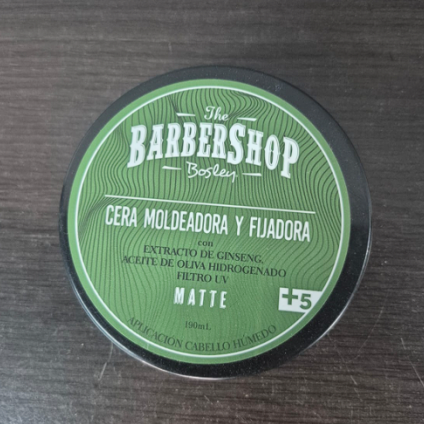 The
BARBERSHOP
Bosley
CERA MOLDEADORA Y FIJADORA
con
EXTRACTO DE GINSENG,
ACEITE DE OLIVA HIDROGENADO
FILTRO UV
MATTE
+5
190mL
APLICACION CABELLO HUMEDO